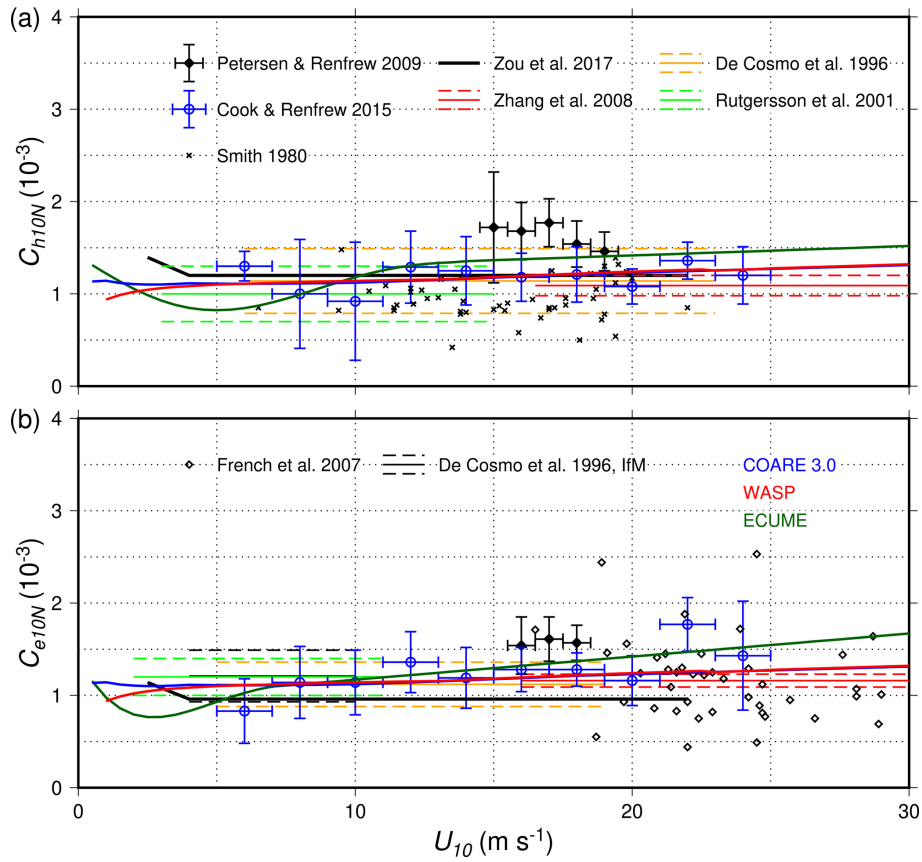 (a)
4
3
2
1
0
C_h10N (10^-3)
Petersen & Renfrew 2009
Zou et al. 2017
De Cosmo et al. 1996
Cook & Renfrew 2015
Zhang et al. 2008
Rutgersson et al. 2001
Smith 1980
(b)
4
3
2
1
0
C_e10N (10^-3)
French et al. 2007
De Cosmo et al. 1996, IfM
COARE 3.0
WASP
ECUME
0 10 20 30
U_10 (m s^-1)